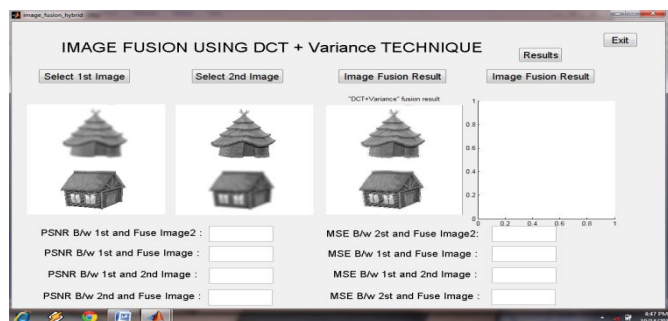 image_fusion_hybrid
Exit
IMAGE FUSION USING DCT + Variance TECHNIQUE
Results
Select 1st Image
Select 2nd Image
Image Fusion Result
Image Fusion Result
"DCT+Variance" fusion result
1
0.8
0.6
0.4
0.2
0
0 0.2 0.4 0.6 0.8 1
PSNR B/w 1st and Fuse Image2 :
MSE B/w 2st and Fuse Image2:
PSNR B/w 1st and Fuse Image :
MSE B/w 1st and Fuse Image :
PSNR B/w 1st and 2nd Image :
MSE B/w 1st and 2nd Image :
PSNR B/w 2nd and Fuse Image :
MSE B/w 2st and Fuse Image :
4:47 PM